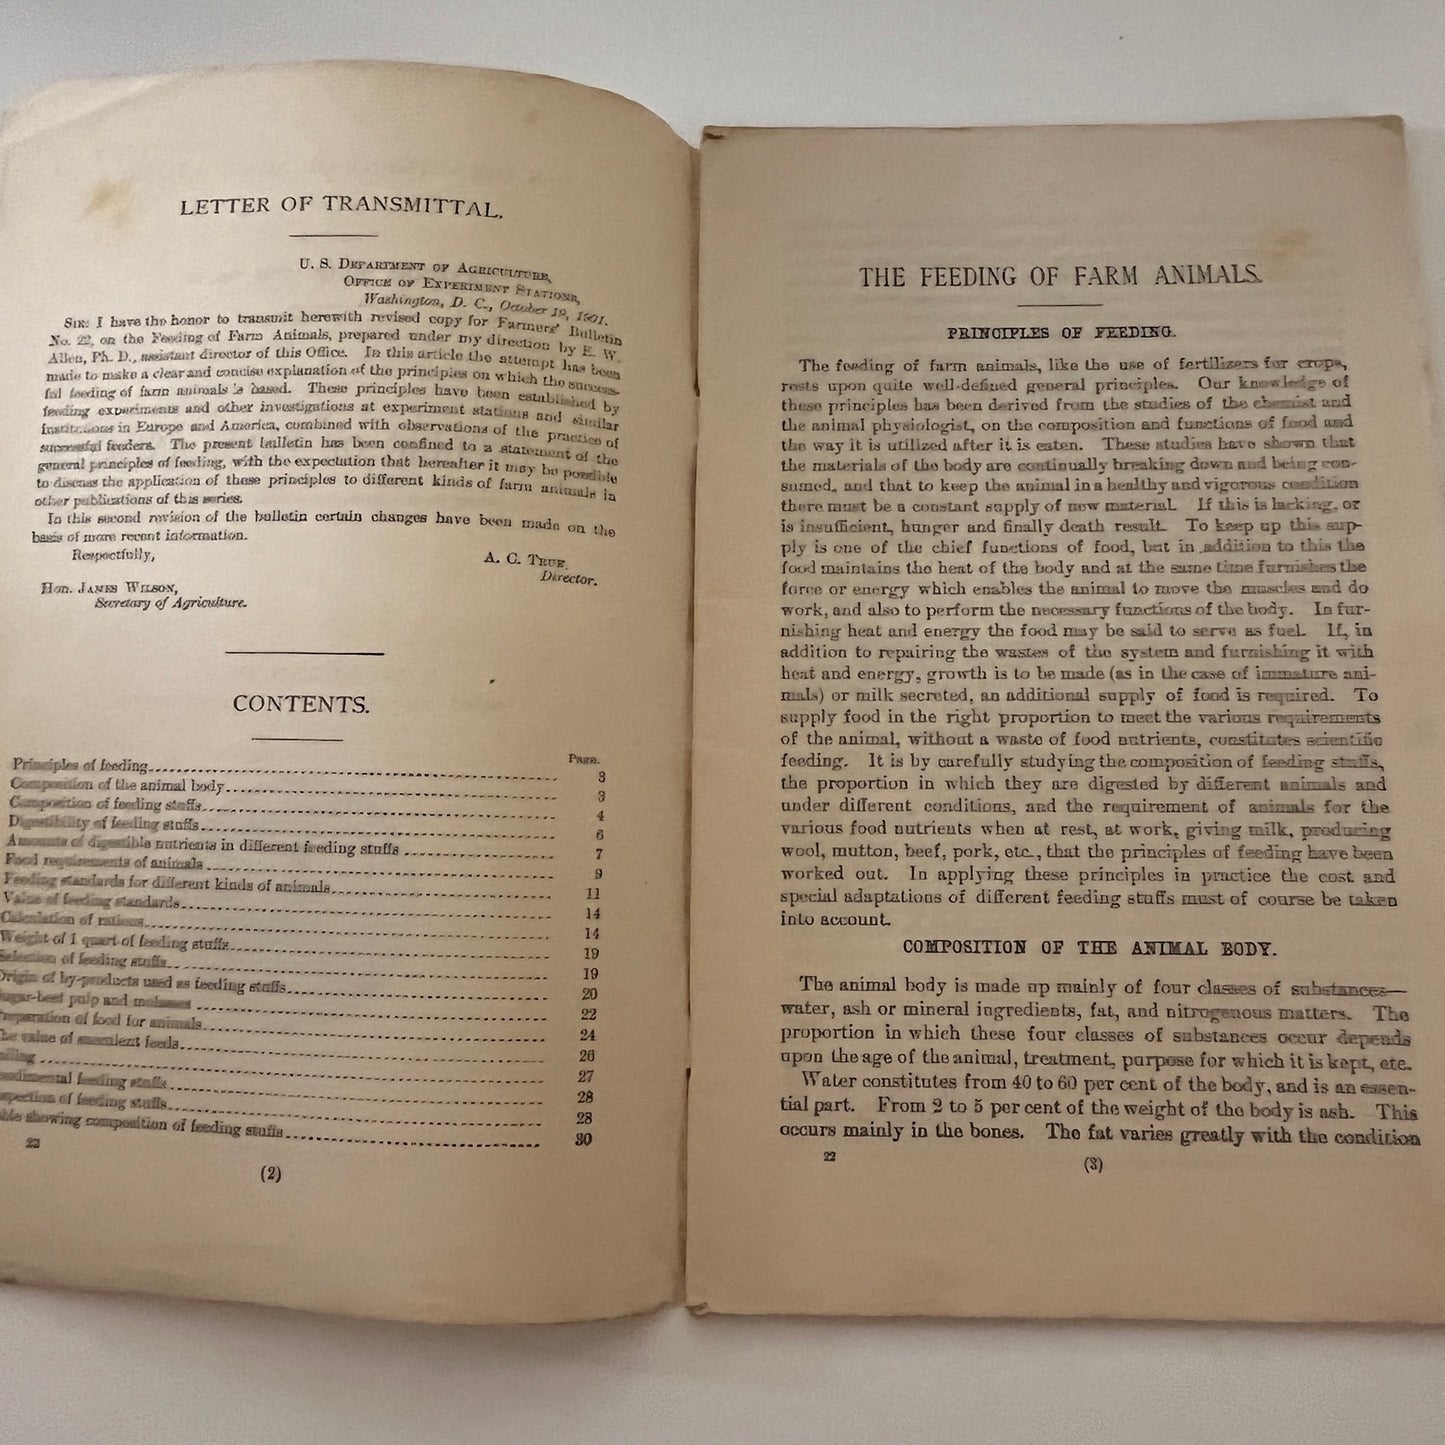 LETTER OF TRANSMITTAL.
U. S. DEPARTMENT OF AGRICULTURE,
OFFICE OF EXPERIMENT STATIONS,
Washington, D. C., October 19, 1901.
SIR: I have the honor to transmit herewith revised copy for Farmers' Bulletin
No. 22, on the Feeding of Farm Animals, prepared under my direction by E. W.
Allen, Ph. D., assistant director of this Office. In this article the attempt has been
made to make a clear and concise explanation of the principles on which the success-
ful feeding of farm animals is based. These principles have been established by
feeding experiments and other investigations at experiment stations and similar
institutions in Europe and America, combined with observations of the practice of
successful feeders. The present bulletin has been confined to a statement of the
general principles of feeding, with the expectation that hereafter it may be possible
to discuss the application of these principles to different kinds of farm animals in
other publications of this series.
In this second revision of the bulletin certain changes have been made on the
basis of more recent information.
Respectfully,
A. C. TRUE,
Director.
Hon. JAMES WILSON,
Secretary of Agriculture.
CONTENTS.
Page.
Principles of feeding 3
Composition of the animal body 3
Composition of feeding stuffs 4
Digestibility of feeding stuffs 6
Amounts of digestible nutrients in different feeding stuffs 7
Food requirements of animals 9
Feeding standards for different kinds of animals 11
Value of feeding standards 14
Calculation of rations 14
Weight of 1 quart of feeding stuffs 19
Selection of feeding stuffs 19
Origin of by-products used as feeding stuffs 20
ugar-beet pulp and molasses 22
reparation of food for animals 24
he value of succulent feeds 26
iling 27
ondimental feeding stuffs 28
spection of feeding stuffs 28
ble showing composition of feeding stuffs 30
22
(2)
THE FEEDING OF FARM ANIMALS.
PRINCIPLES OF FEEDING.
The feeding of farm animals, like the use of fertilizers for crops,
rests upon quite well-defined general principles. Our knowledge of
these principles has been derived from the studies of the chemist and
the animal physiologist, on the composition and functions of food and
the way it is utilized after it is eaten. These studies have shown that
the materials of the body are continually breaking down and being con-
sumed, and that to keep the animal in a healthy and vigorous condition
there must be a constant supply of new material. If this is lacking, or
is insufficient, hunger and finally death result. To keep up this sup-
ply is one of the chief functions of food, but in addition to this the
food maintains the heat of the body and at the same time furnishes the
force or energy which enables the animal to move the muscles and do
work, and also to perform the necessary functions of the body. In fur-
nishing heat and energy the food may be said to serve as fuel. If, in
addition to repairing the wastes of the system and furnishing it with
heat and energy, growth is to be made (as in the case of immature ani-
mals) or milk secreted, an additional supply of food is required. To
supply food in the right proportion to meet the various requirements
of the animal, without a waste of food nutrients, constitutes scientific
feeding. It is by carefully studying the composition of feeding stuffs,
the proportion in which they are digested by different animals and
under different conditions, and the requirement of animals for the
various food nutrients when at rest, at work, giving milk, producing
wool, mutton, beef, pork, etc., that the principles of feeding have been
worked out. In applying these principles in practice the cost and
special adaptations of different feeding stuffs must of course be taken
into account.
COMPOSITION OF THE ANIMAL BODY.
The animal body is made up mainly of four classes of substances—
water, ash or mineral ingredients, fat, and nitrogenous matters. The
proportion in which these four classes of substances occur depends
upon the age of the animal, treatment, purpose for which it is kept, etc.
Water constitutes from 40 to 60 per cent of the body, and is an essen-
tial part. From 2 to 5 per cent of the weight of the body is ash. This
occurs mainly in the bones. The fat varies greatly with the condition
22
(3)